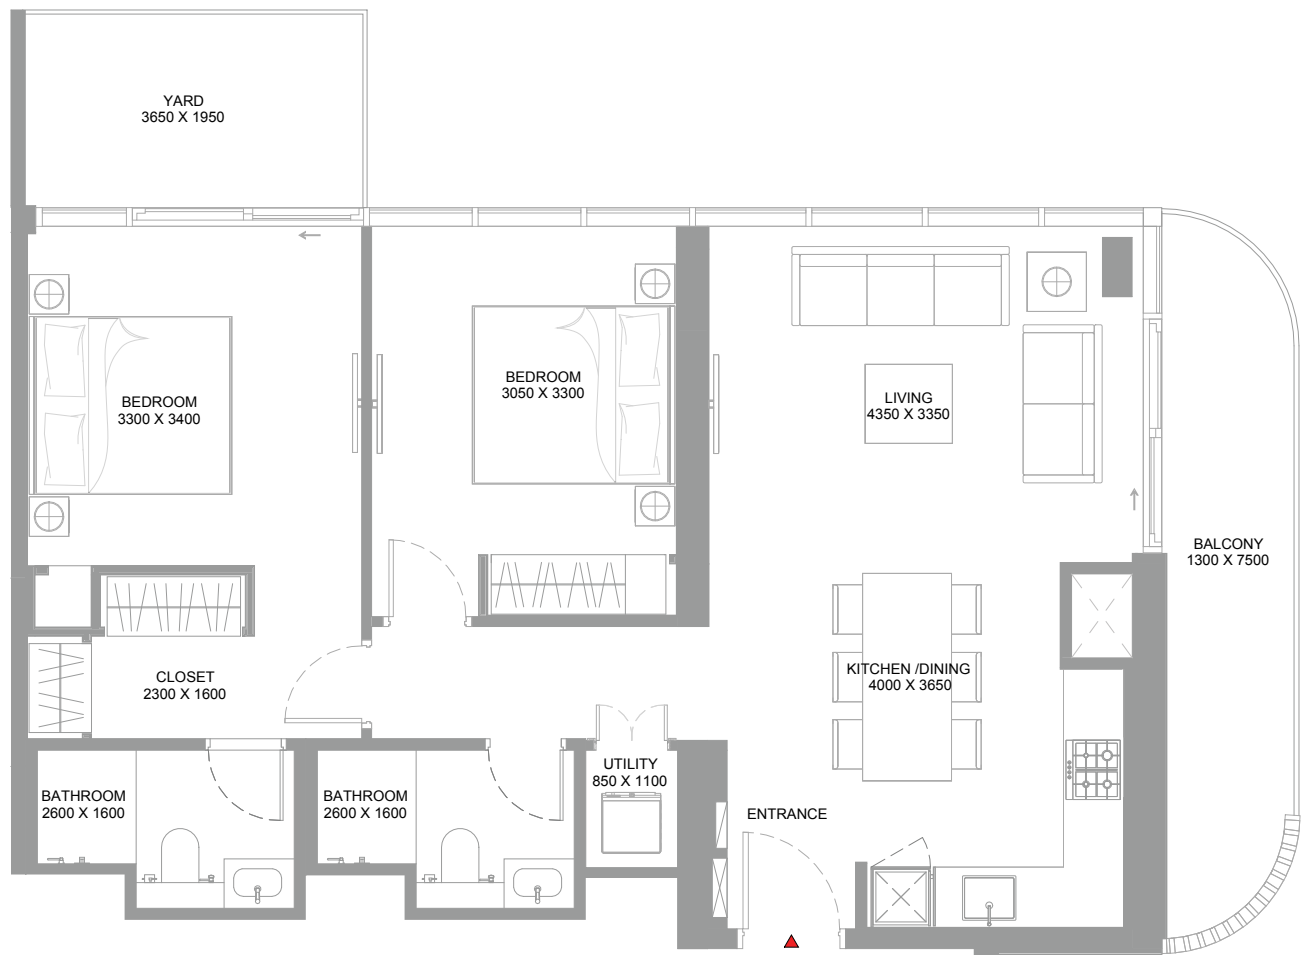 YARD
3650 X 1950
BEDROOM
3300 X 3400
BEDROOM
3050 X 3300
LIVING
4350 X 3350
BALCONY
1300 X 7500
CLOSET
2300 X 1600
KITCHEN /DINING
4000 X 3650
BATHROOM
2600 X 1600
BATHROOM
2600 X 1600
UTILITY
850 X 1100
ENTRANCE